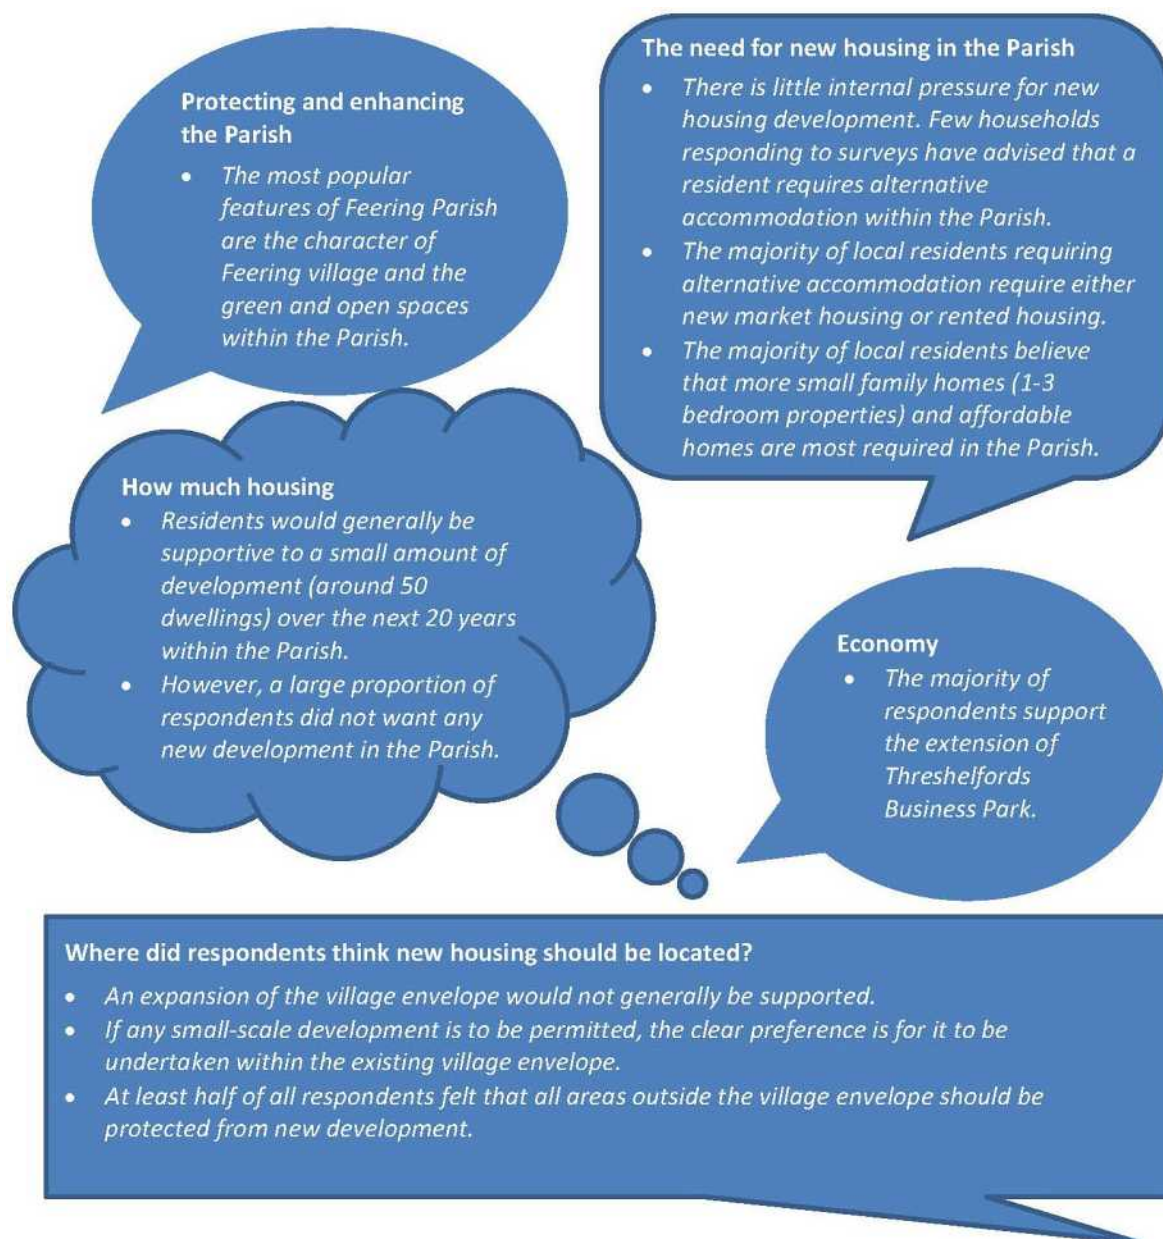 Protecting and enhancing
the Parish
• The most popular
features of Feering Parish
are the character of
Feering village and the
green and open spaces
within the Parish.
The need for new housing in the Parish
• There is little internal pressure for new
housing development. Few households
responding to surveys have advised that a
resident requires alternative
accommodation within the Parish.
• The majority of local residents requiring
alternative accommodation require either
new market housing or rented housing.
• The majority of local residents believe
that more small family homes (1-3
bedroom properties) and affordable
homes are most required in the Parish.
How much housing
• Residents would generally be
supportive to a small amount of
development (around 50
dwellings) over the next 20 years
within the Parish.
• However, a large proportion of
respondents did not want any
new development in the Parish.
Economy
• The majority of
respondents support
the extension of
Threshelfords
Business Park.
Where did respondents think new housing should be located?
• An expansion of the village envelope would not generally be supported.
• If any small-scale development is to be permitted, the clear preference is for it to be
undertaken within the existing village envelope.
• At least half of all respondents felt that all areas outside the village envelope should be
protected from new development.